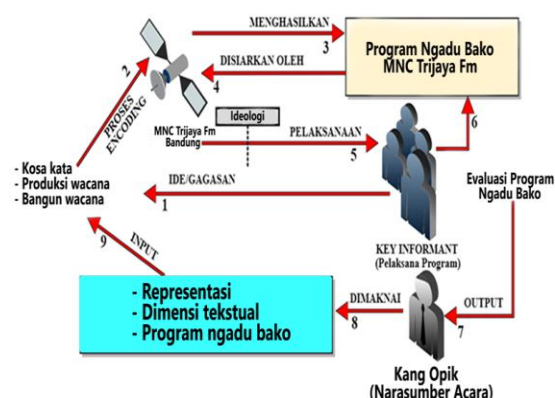 MENGHASILKAN
3
DISIARKAN OLEH
4
Program Ngadu Bako
MNC Trijaya Fm
2
PROSES
ENCODING
Ideologi
MNC Trijaya Fm
Bandung
PELAKSANAAN
5
6
- Kosa kata
- Produksi wacana
- Bangun wacana
IDE/GAGASAN
1
Evaluasi Program
Ngadu Bako
KEY INFORMANT
(Pelaksana Program)
9
INPUT
- Representasi
- Dimensi tekstual
- Program ngadu bako
DIMAKNAI
8
OUTPUT
7
Kang Opik
(Narasumber Acara)